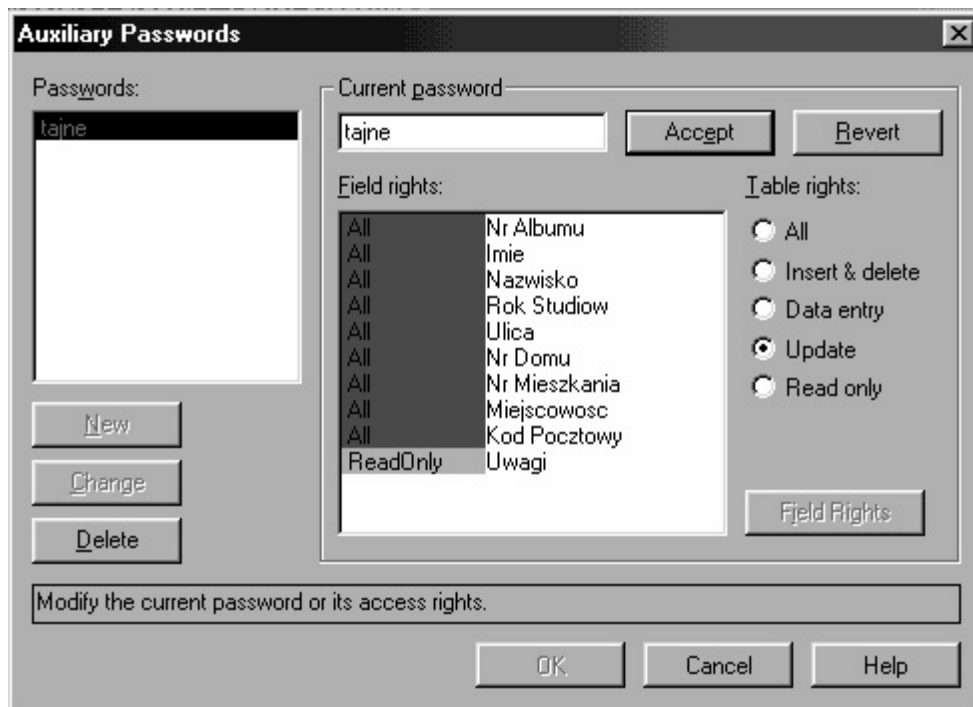 Auxiliary Passwords
Passwords:
tajne
New
Change
Delete
Current password
tajne
Accept
Revert
Field rights:
All Nr Albumu
All Imie
All Nazwisko
All Rok Studiow
All Ulica
All Nr Domu
All Nr Mieszkania
All Miejscowosc
All Kod Pocztowy
ReadOnly Uwagi
Table rights:
All
Insert & delete
Data entry
Update
Read only
Field Rights
Modify the current password or its access rights.
OK
Cancel
Help